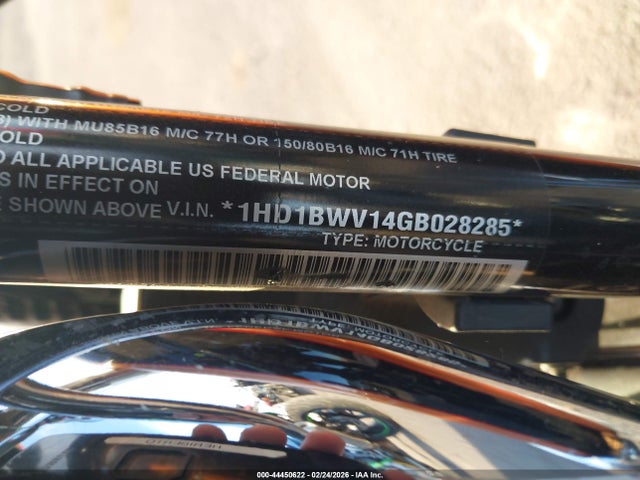 COLD
) WITH MU85B16 M/C 77H OR 150/80B16 M/C 71H TIRE
OLD
ALL APPLICABLE US FEDERAL MOTOR
S IN EFFECT ON
E SHOWN ABOVE V.I.N. *1HD1BWV14GB028285*
TYPE: MOTORCYCLE
000-44450622 - 02/24/2026 - IAA Inc.